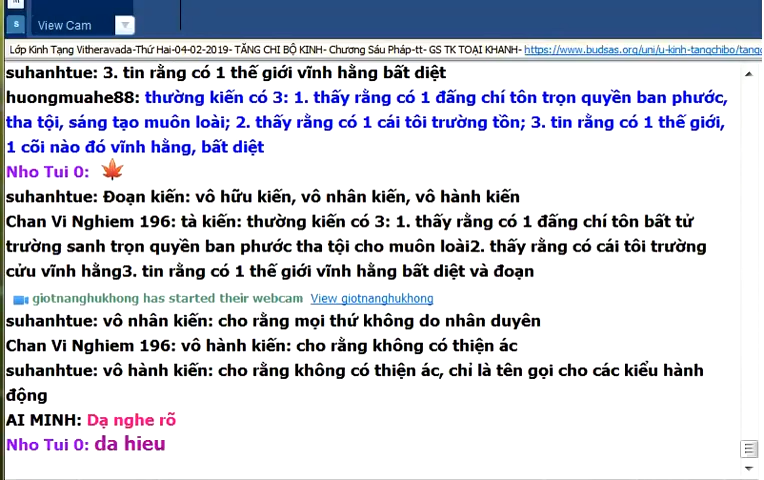 View Cam
Lớp Kinh Tạng Vitheravada-Thứ Hai-04-02-2019- TĂNG CHI BỘ KINH- Chương Sáu Pháp-tt- GS TK TOẠI KHANH- https://www.budsas.org/uni/u-kinh-tangchibo/tangc
suhanhtue: 3. tin rằng có 1 thế giới vĩnh hằng bất diệt
huongmuahe88: thường kiến có 3: 1. thấy rằng có 1 đấng chí tôn trọn quyền ban phước,
tha tội, sáng tạo muôn loài; 2. thấy rằng có 1 cái tôi trường tồn; 3. tin rằng có 1 thế giới,
1 cõi nào đó vĩnh hằng, bất diệt
Nho Tui 0:
suhanhtue: Đoạn kiến: vô hữu kiến, vô nhân kiến, vô hành kiến
Chan Vi Nghiem 196: tà kiến: thường kiến có 3: 1. thấy rằng có 1 đấng chí tôn bất tử
trường sanh trọn quyền ban phước tha tội cho muôn loài2. thấy rằng có cái tôi trường
cửu vĩnh hằng3. tin rằng có 1 thế giới vĩnh hằng bất diệt và đoạn
giotnanghukhong has started their webcam View giotnanghukhong
suhanhtue: vô nhân kiến: cho rằng mọi thứ không do nhân duyên
Chan Vi Nghiem 196: vô hành kiến: cho rằng không có thiện ác
suhanhtue: vô hành kiến: cho rằng không có thiện ác, chỉ là tên gọi cho các kiểu hành
động
AI MINH: Dạ nghe rõ
Nho Tui 0: da hieu